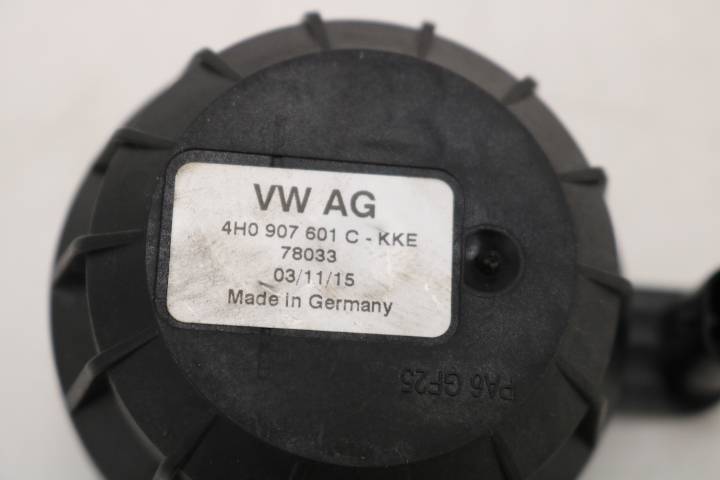 VW AG
4H0 907 601 C - KKE
78033
03/11/15
Made in Germany
PA6 GF25